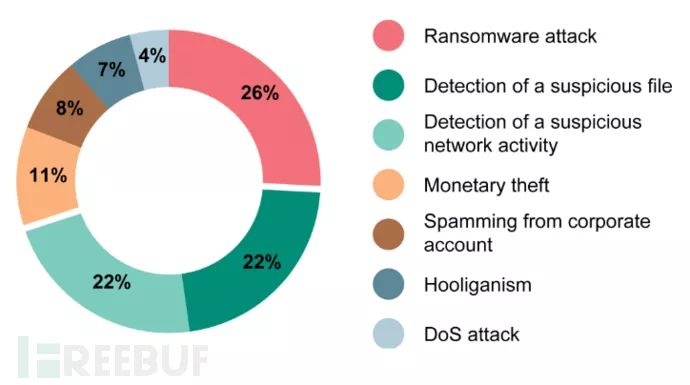 4%
7%
8%
11%
22%
22%
26%
Ransomware attack
Detection of a suspicious file
Detection of a suspicious
network activity
Monetary theft
Spamming from corporate
account
Hooliganism
DoS attack
FREEBUF